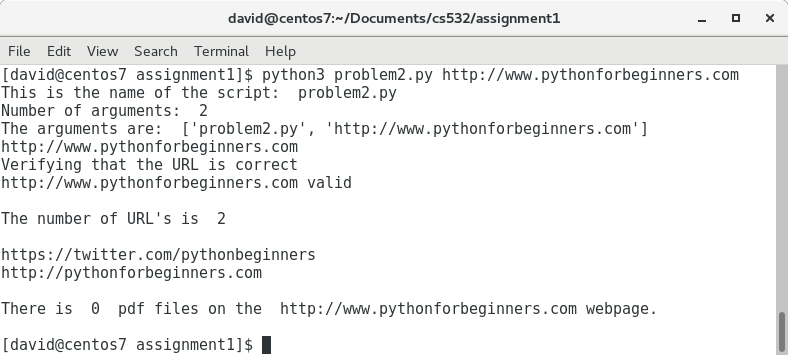 david@centos7:~/Documents/cs532/assignment1
File Edit View Search Terminal Help
[david@centos7 assignment1]$ python3 problem2.py http://www.pythonforbeginners.com
This is the name of the script:  problem2.py
Number of arguments:  2
The arguments are:  ['problem2.py', 'http://www.pythonforbeginners.com']
http://www.pythonforbeginners.com
Verifying that the URL is correct
http://www.pythonforbeginners.com valid
The number of URL's is  2
https://twitter.com/pythonbeginners
http://pythonforbeginners.com
There is  0  pdf files on the  http://www.pythonforbeginners.com webpage.
[david@centos7 assignment1]$